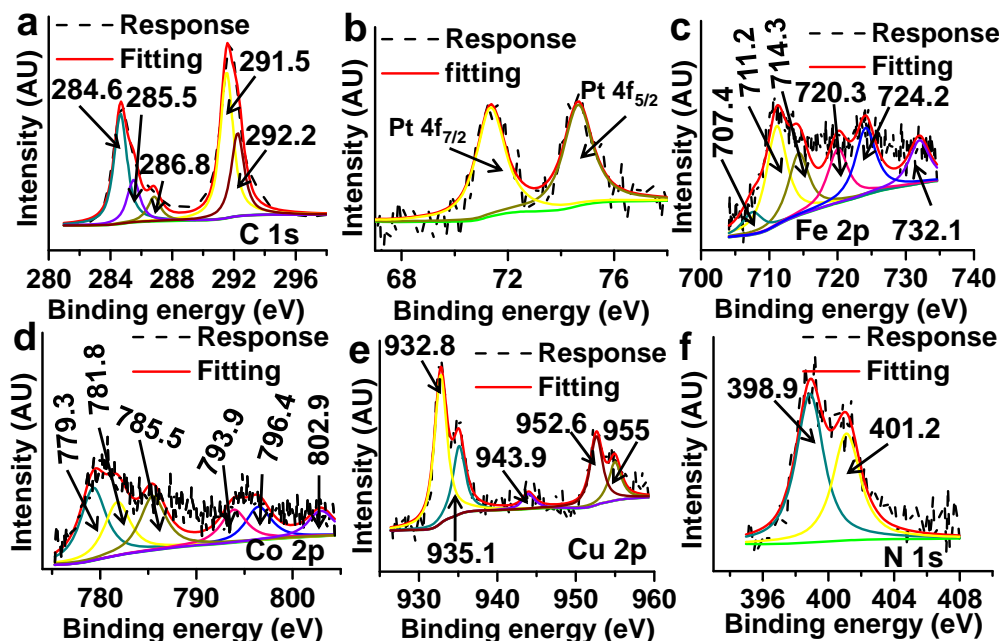 a
Response
Fitting
284.6
285.5
286.8
291.5
292.2
C 1s
Intensity (AU)
280 284 288 292 296
Binding energy (eV)
b
Response
fitting
Pt 4f7/2
Pt 4f5/2
Intensity (AU)
68 72 76
Binding energy (eV)
c
Response
Fitting
707.4
711.2
714.3
720.3
724.2
732.1
Fe 2p
Intensity (AU)
700 710 720 730 740
Binding energy (eV)
d
Response
Fitting
779.3
781.8
785.5
793.9
796.4
802.9
Co 2p
Intensity (AU)
780 790 800
Binding energy (eV)
e
Response
Fitting
932.8
935.1
943.9
952.6
955
Cu 2p
Intensity (AU)
930 940 950 960
Binding energy (eV)
f
Response
Fitting
398.9
401.2
N 1s
Intensity (AU)
396 400 404 408
Binding energy (eV)